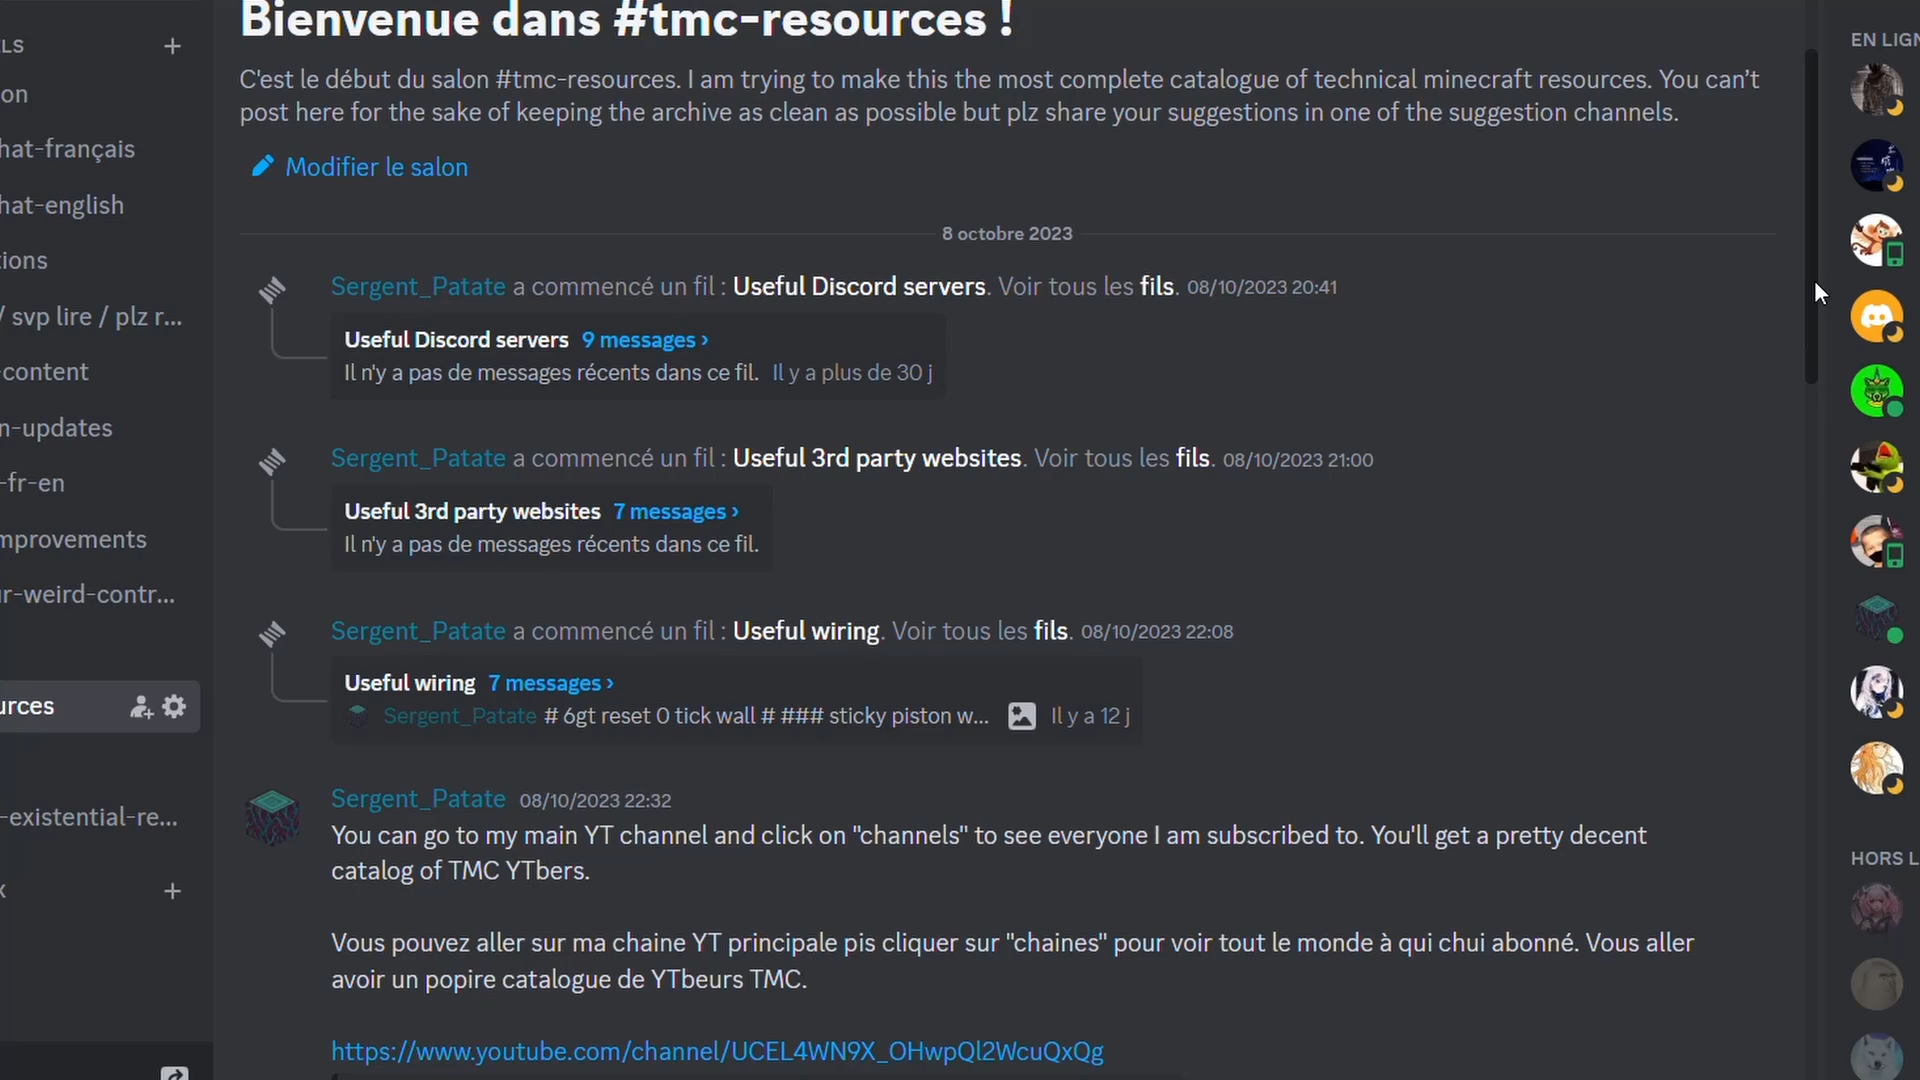 Bienvenue dans #tmc-resources !
C'est le début du salon #tmc-resources. I am trying to make this the most complete catalogue of technical minecraft resources. You can't
post here for the sake of keeping the archive as clean as possible but plz share your suggestions in one of the suggestion channels.
Modifier le salon
8 octobre 2023
Sergent_Patate a commencé un fil : Useful Discord servers. Voir tous les fils. 08/10/2023 20:41
Useful Discord servers 9 messages ›
Il n'y a pas de messages récents dans ce fil. Il y a plus de 30 j
Sergent_Patate a commencé un fil : Useful 3rd party websites. Voir tous les fils. 08/10/2023 21:00
Useful 3rd party websites 7 messages ›
Il n'y a pas de messages récents dans ce fil.
Sergent_Patate a commencé un fil : Useful wiring. Voir tous les fils. 08/10/2023 22:08
Useful wiring 7 messages ›
Sergent_Patate # 6gt reset 0 tick wall # ### sticky piston w... Il y a 12 j
Sergent_Patate 08/10/2023 22:32
You can go to my main YT channel and click on "channels" to see everyone I am subscribed to. You'll get a pretty decent
catalog of TMC YTbers.
Vous pouvez aller sur ma chaine YT principale pis cliquer sur "chaines" pour voir tout le monde à qui chui abonné. Vous aller
avoir un popire catalogue de YTbeurs TMC.
https://www.youtube.com/channel/UCEL4WN9X_OHwpQl2WcuQxQg
LS
on
hat-français
hat-english
tions
/ svp lire / plz r...
-content
n-updates
-fr-en
mprovements
ur-weird-contr...
urces
-existential-re...
x
EN LIGN
HORS L